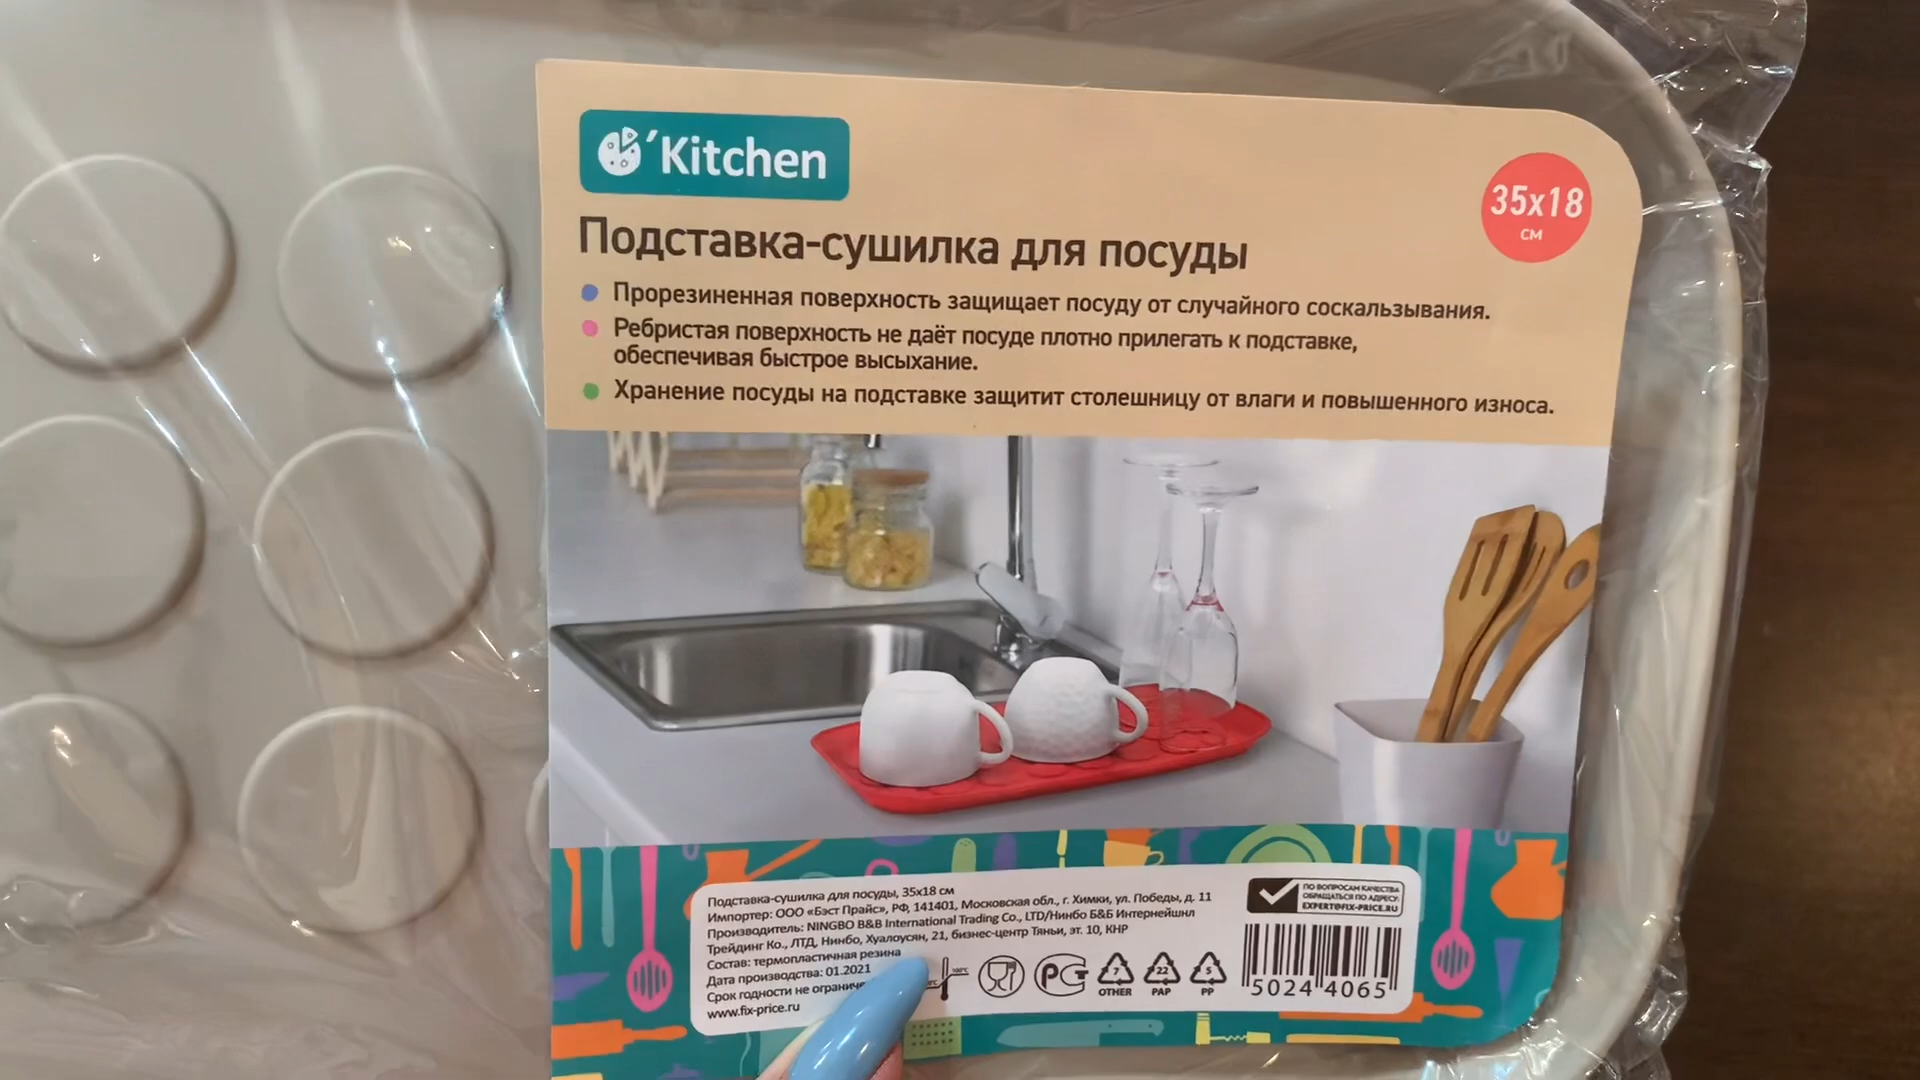 'Kitchen
35x18
см
Подставка-сушилка для посуды
Прорезиненная поверхность защищает посуду от случайного соскальзывания.
Ребристая поверхность не даёт посуде плотно прилегать к подставке,
обеспечивая быстрое высыхание.
Хранение посуды на подставке защитит столешницу от влаги и повышенного износа.
Подставка-сушилка для посуды, 35x18 см
Импортер: ООО «Бэст Прайс», РФ, 141401, Московская обл., г. Химки, ул. Победы, д. 11
Производитель: NINGBO B&B International Trading Co., LTD/Нинбо Б&Б Интернейшнл
Трейдинг Ко., ЛТД, Нинбо, Хуалоусян, 21, бизнес-центр Тяньи, эт. 10, КНР
Состав: термопластичная резина
Дата производства: 01.2021
Срок годности не
www.fix-price.ru
ПО ВОПРОСАМ КАЧЕСТВА
ОБРАЩАТЬСЯ ПО АДРЕСУ:
EXPERT@FIX-PRICE.RU
7
OTHER
22
PAP
5
PP
5024 4065